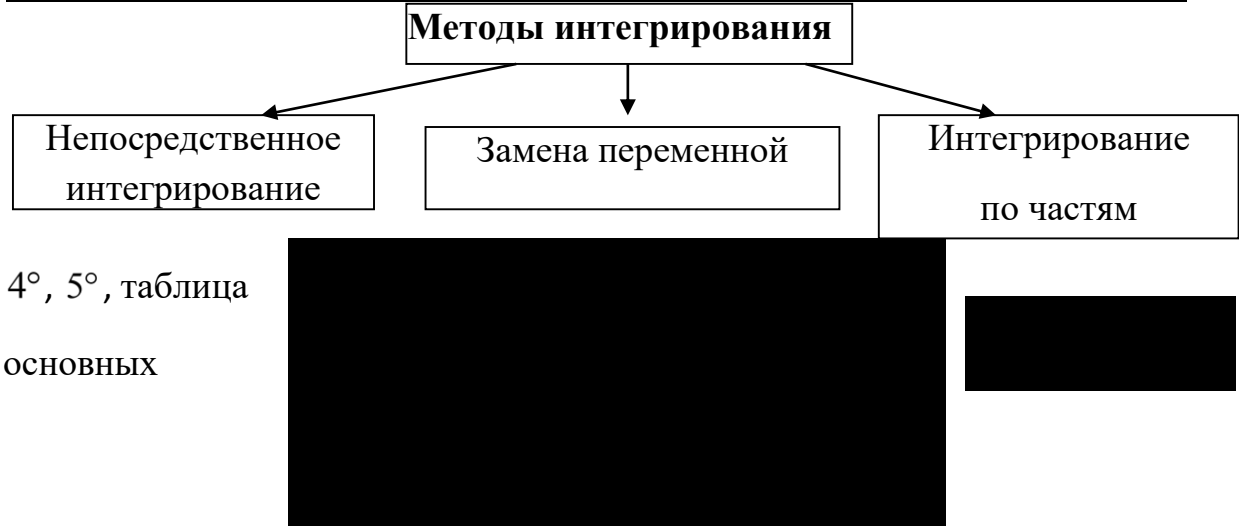 Методы интегрирования
Непосредственное
интегрирование
Замена переменной
Интегрирование
по частям
4°, 5°, таблица
основных